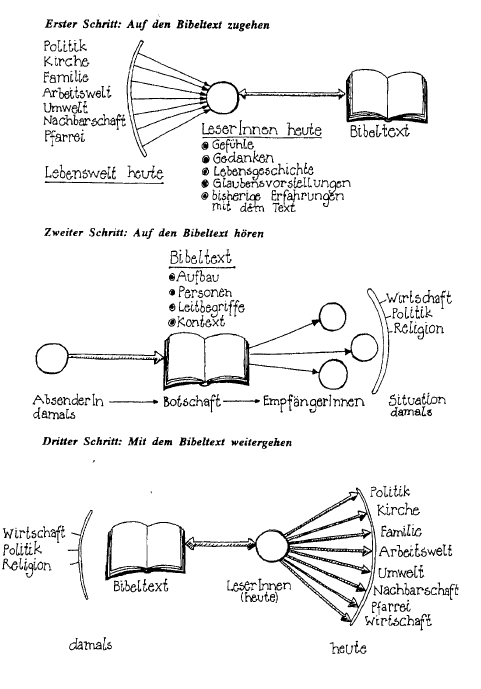 Erster Schritt: Auf den Bibeltext zugehen
Politik
Kirche
Familie
Arbeitswelt
Umwelt
Nachbarschaft
Pfarrei
Lebenswelt heute
LeserInnen heute
Gefühle
Gedanken
Lebensgeschichte
Glaubensvorstellungen
bisherige Erfahrungen
mit dem Text
Bibeltext
Zweiter Schritt: Auf den Bibeltext hören
Bibeltext
Aufbau
Personen
Leitbegriffe
Kontext
Wirtschaft
Politik
Religion
AbsenderIn
damals
Botschaft
EmpfängerInnen
Situation
damals
Dritter Schritt: Mit dem Bibeltext weitergehen
Wirtschaft
Politik
Religion
Bibeltext
LeserInnen
(heute)
Politik
Kirche
Familie
Arbeitswelt
Umwelt
Nachbarschaft
Pfarrei
Wirtschaft
damals
heute